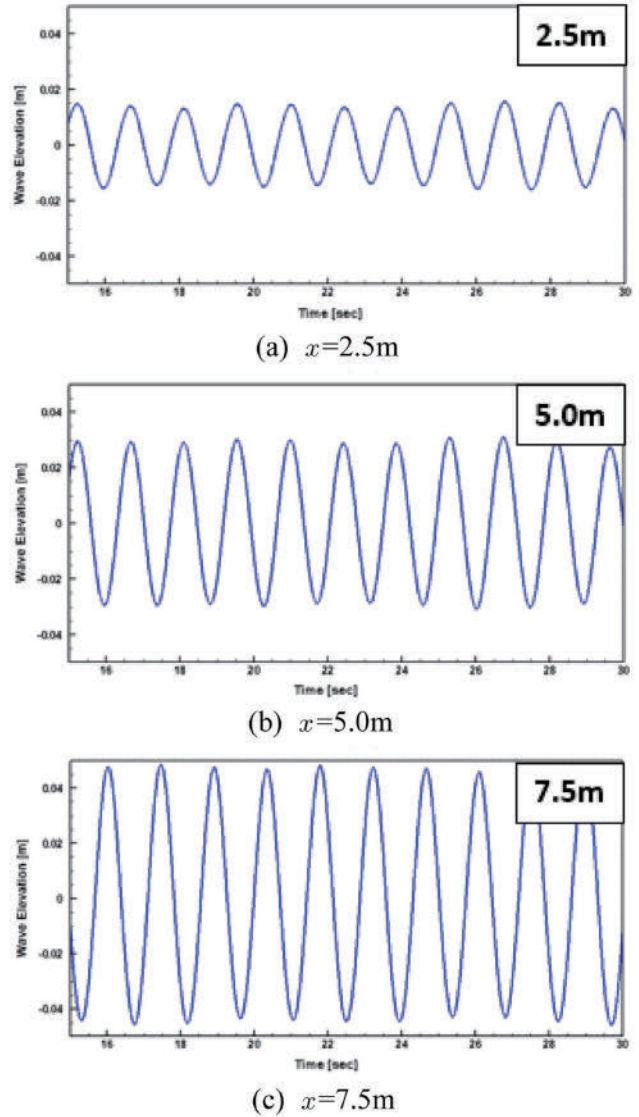 2.5m
0.04
0.02
0
-0.02
-0.04
Wave Elevation [m]
16 18 20 22 24 26 28 30
Time [sec]
(a) x=2.5m
5.0m
0.04
0.02
0
-0.02
-0.04
Wave Elevation [m]
16 18 20 22 24 26 28 30
Time [sec]
(b) x=5.0m
7.5m
0.04
0.02
0
-0.02
-0.04
Wave Elevation [m]
16 18 20 22 24 26 28 30
Time [sec]
(c) x=7.5m